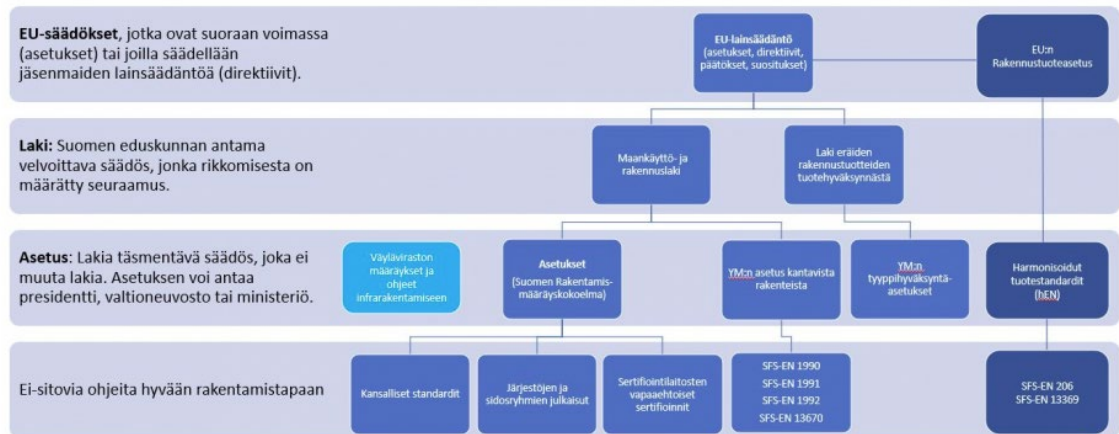 EU-säädökset, jotka ovat suoraan voimassa
(asetukset) tai joilla säädellään
jäsenmaiden lainsäädäntöä (direktiivit).
EU-lainsäädäntö
(asetukset, direktiivit,
päätökset, suositukset)
EU:n
Rakennustuoteasetus
Laki: Suomen eduskunnan antama
velvoittava säädös, jonka rikkomisesta on
määrätty seuraamus.
Maankäyttö- ja
rakennuslaki
Laki eräiden
rakennustuotteiden
tuotehyväksynnästä
Asetus: Lakia täsmentävä säädös, joka ei
muuta lakia. Asetuksen voi antaa
presidentti, valtioneuvosto tai ministeriö.
Väyläviraston
määräykset ja
ohjeet
infrarakentamiseen
Asetukset
(Suomen Rakentamis-
määräyskokoelma)
YM:n asetus kantavista
rakenteista
YM:n
tyyppihyväksyntä-
asetukset
Harmonisoidut
tuotestandardit
(hEN)
Ei-sitovia ohjeita hyvään rakentamistapaan
Kansalliset standardit
Järjestöjen ja
sidosryhmien julkaisut
Sertifiointilaitosten
vapaaehtoiset
sertifioinnit
SFS-EN 1990
SFS-EN 1991
SFS-EN 1992
SFS-EN 13670
SFS-EN 206
SFS-EN 13369